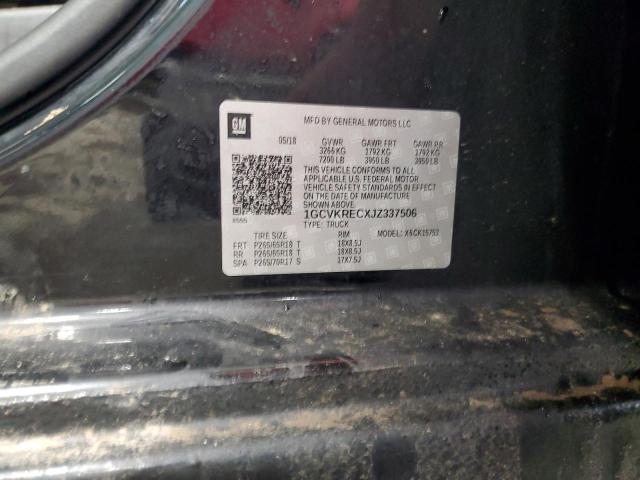 GM
MFD BY GENERAL MOTORS LLC
05/18 GVWR GAWR FRT GAWR RR
3266 KG 1792 KG 1792 KG
7200 LB 3950 LB 3950 LB
THIS VEHICLE CONFORMS TO ALL
APPLICABLE U.S. FEDERAL MOTOR
VEHICLE SAFETY STANDARDS IN EFFECT
ON THE DATE OF MANUFACTURE
SHOWN ABOVE.
1GCVKRECXJZ337506
TYPE: TRUCK MODEL:
TIRE SIZE RIM
FRT P265/65R18 T 18X8.5J
RR P265/65R18 T 18X8.5J
SPA P265/70R17 S 17X7.5J